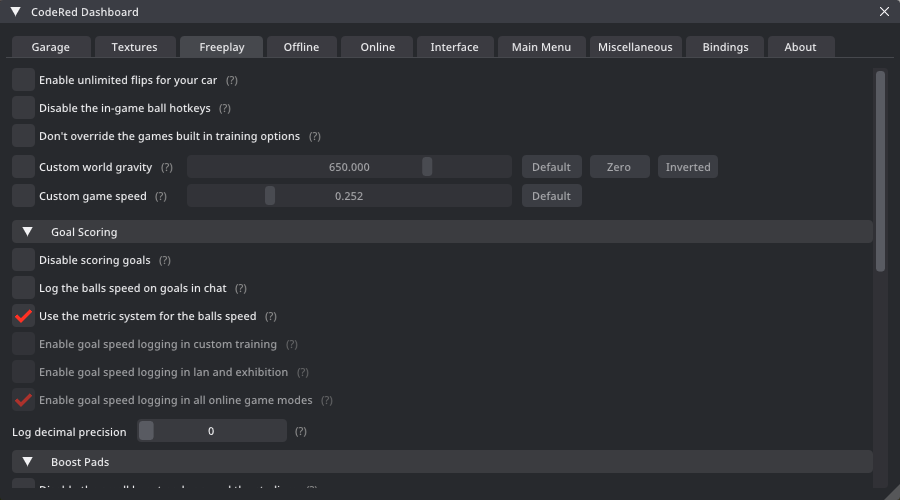 CodeRed Dashboard
Garage Textures Freeplay Offline Online Interface Main Menu Miscellaneous Bindings About
Enable unlimited flips for your car (?)
Disable the in-game ball hotkeys (?)
Don't override the games built in training options (?)
Custom world gravity (?) 650.000 Default Zero Inverted
Custom game speed (?) 0.252 Default
Goal Scoring
Disable scoring goals (?)
Log the balls speed on goals in chat (?)
Use the metric system for the balls speed (?)
Enable goal speed logging in custom training (?)
Enable goal speed logging in lan and exhibition (?)
Enable goal speed logging in all online game modes (?)
Log decimal precision 0 (?)
Boost Pads